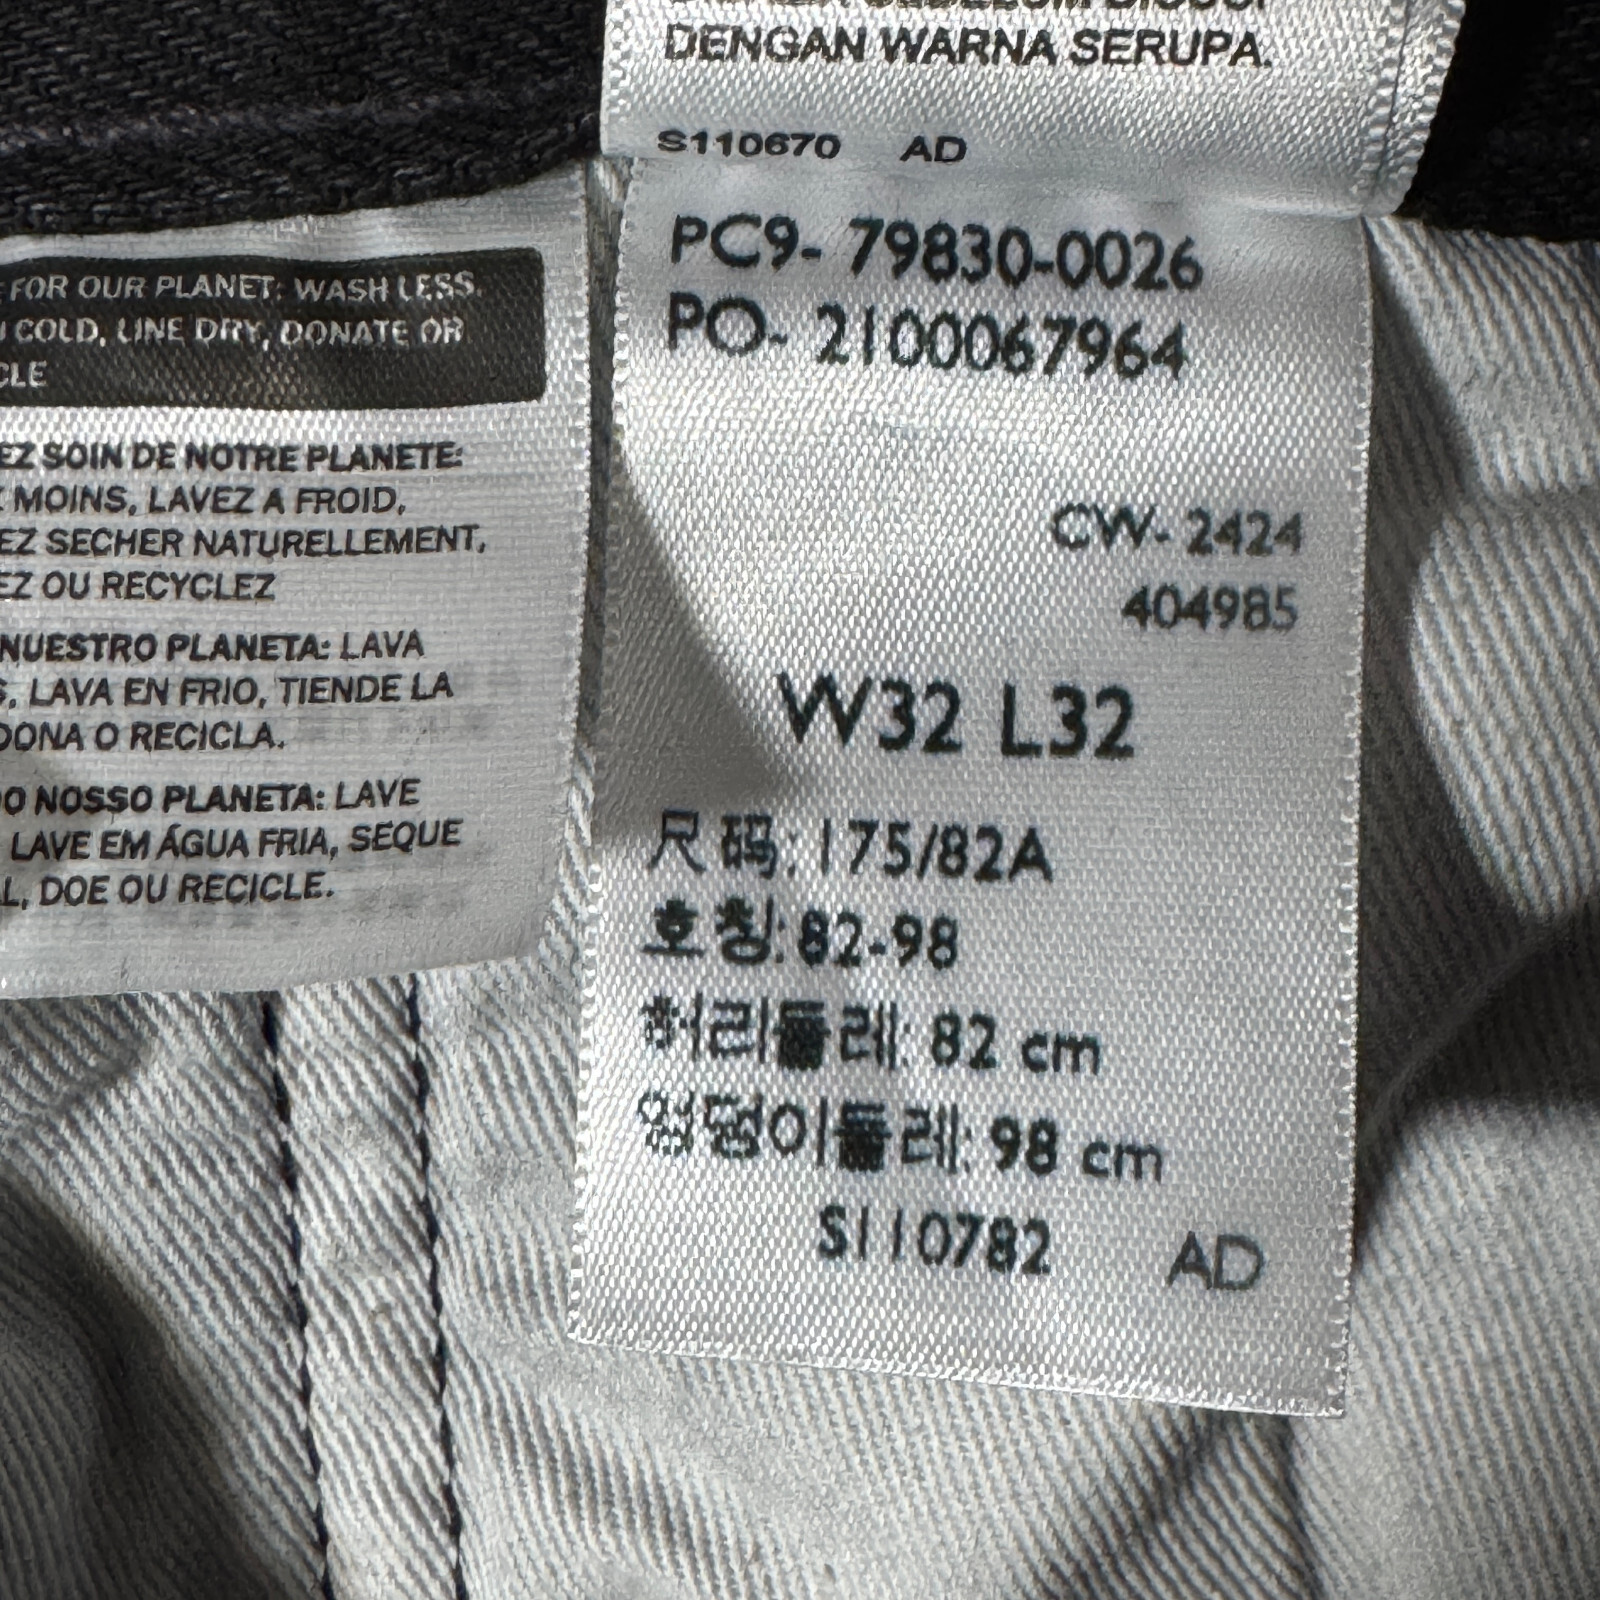 DENGAN WARNA SERUPA.
S110670 AD
FOR OUR PLANET: WASH LESS,
COLD, LINE DRY, DONATE OR
CLE
EZ SOIN DE NOTRE PLANETE:
MOINS, LAVEZ A FROID,
EZ SECHER NATURELLEMENT,
EZ OU RECYCLEZ
NUESTRO PLANETA: LAVA
S, LAVA EN FRIO, TIENDE LA
DONA O RECICLA.
DO NOSSO PLANETA: LAVE
LAVE EM ÁGUA FRIA, SEQUE
L, DOE OU RECICLE.
PC9- 79830-0026
PO- 2100067964
CW- 2424
404985
W32 L32
尺码: 175/82A
호칭: 82-98
허리둘레: 82 cm
엉덩이둘레: 98 cm
S110782 AD